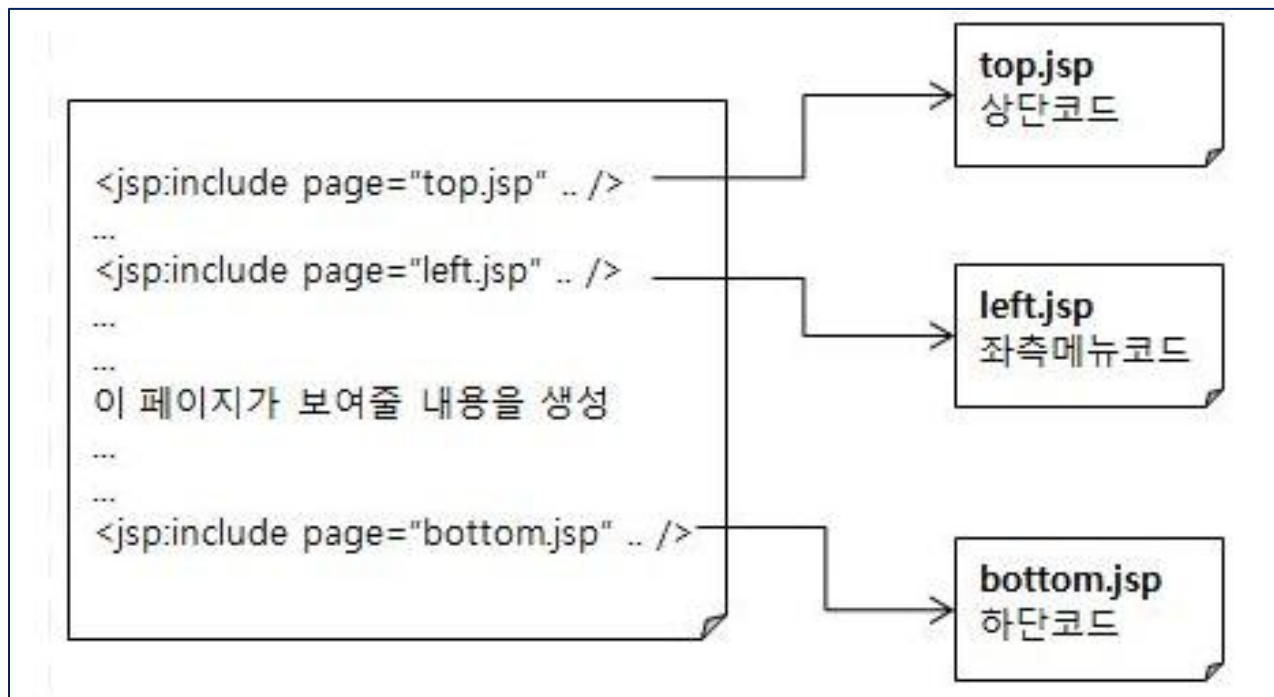 <jsp:include page="top.jsp" .. />
...
<jsp:include page="left.jsp" .. />
...
...
이 페이지가 보여줄 내용을 생성
...
...
<jsp:include page="bottom.jsp" .. />
top.jsp
상단코드
left.jsp
좌측메뉴코드
bottom.jsp
하단코드